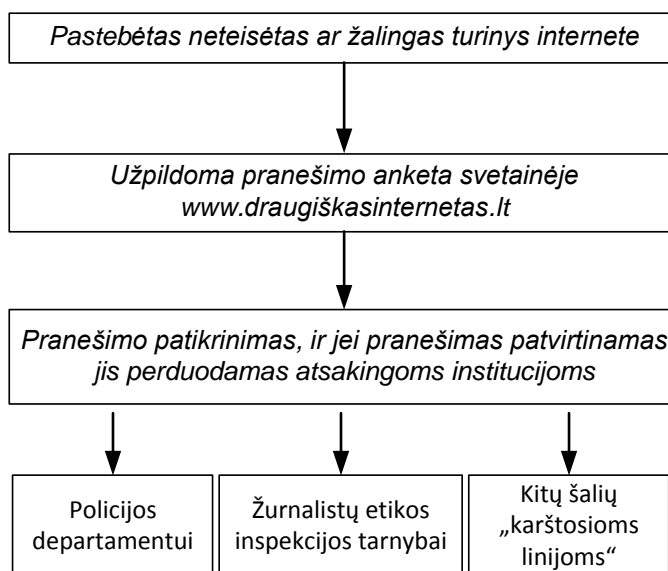 Pastebėtas neteisėtas ar žalingas turinys internete
Užpildoma pranešimo anketa svetainėje
www.draugiškasinternetas.lt
Pranešimo patikrinimas, ir jei pranešimas patvirtinamas
jis perduodamas atsakingoms institucijoms
Policijos
departamentui
Žurnalistų etikos
inspekcijos tarnybai
Kitų šalių
„karštosioms
linijoms“